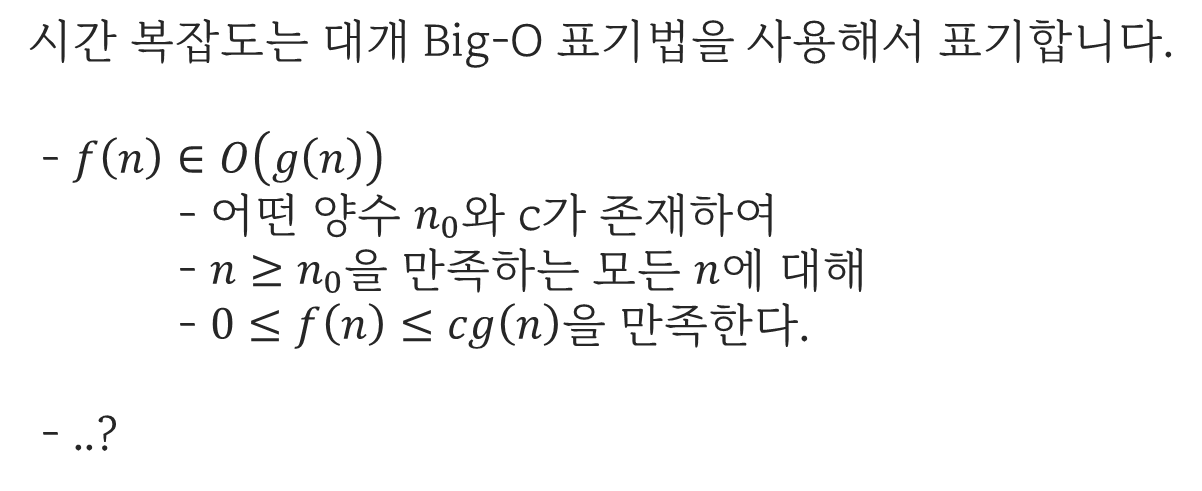 시간 복잡도는 대개 Big-O 표기법을 사용해서 표기합니다.
- f(n) ∈ O(g(n))
- 어떤 양수 n₀와 c가 존재하여
- n ≥ n₀을 만족하는 모든 n에 대해
- 0 ≤ f(n) ≤ cg(n)을 만족한다.
- ..?